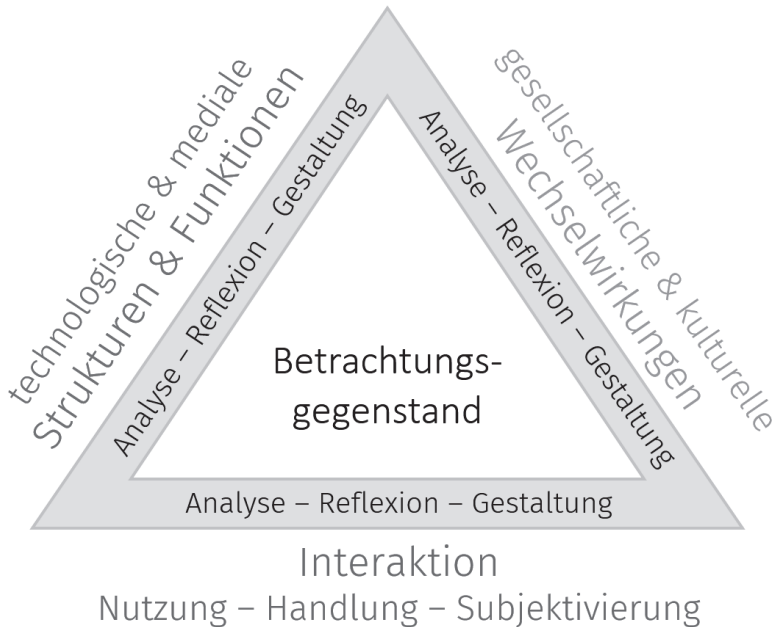 technologische & mediale
Strukturen & Funktionen
Analyse – Reflexion – Gestaltung
gesellschaftliche & kulturelle
Wechselwirkungen
Analyse – Reflexion – Gestaltung
Betrachtungs-
gegenstand
Analyse – Reflexion – Gestaltung
Interaktion
Nutzung – Handlung – Subjektivierung